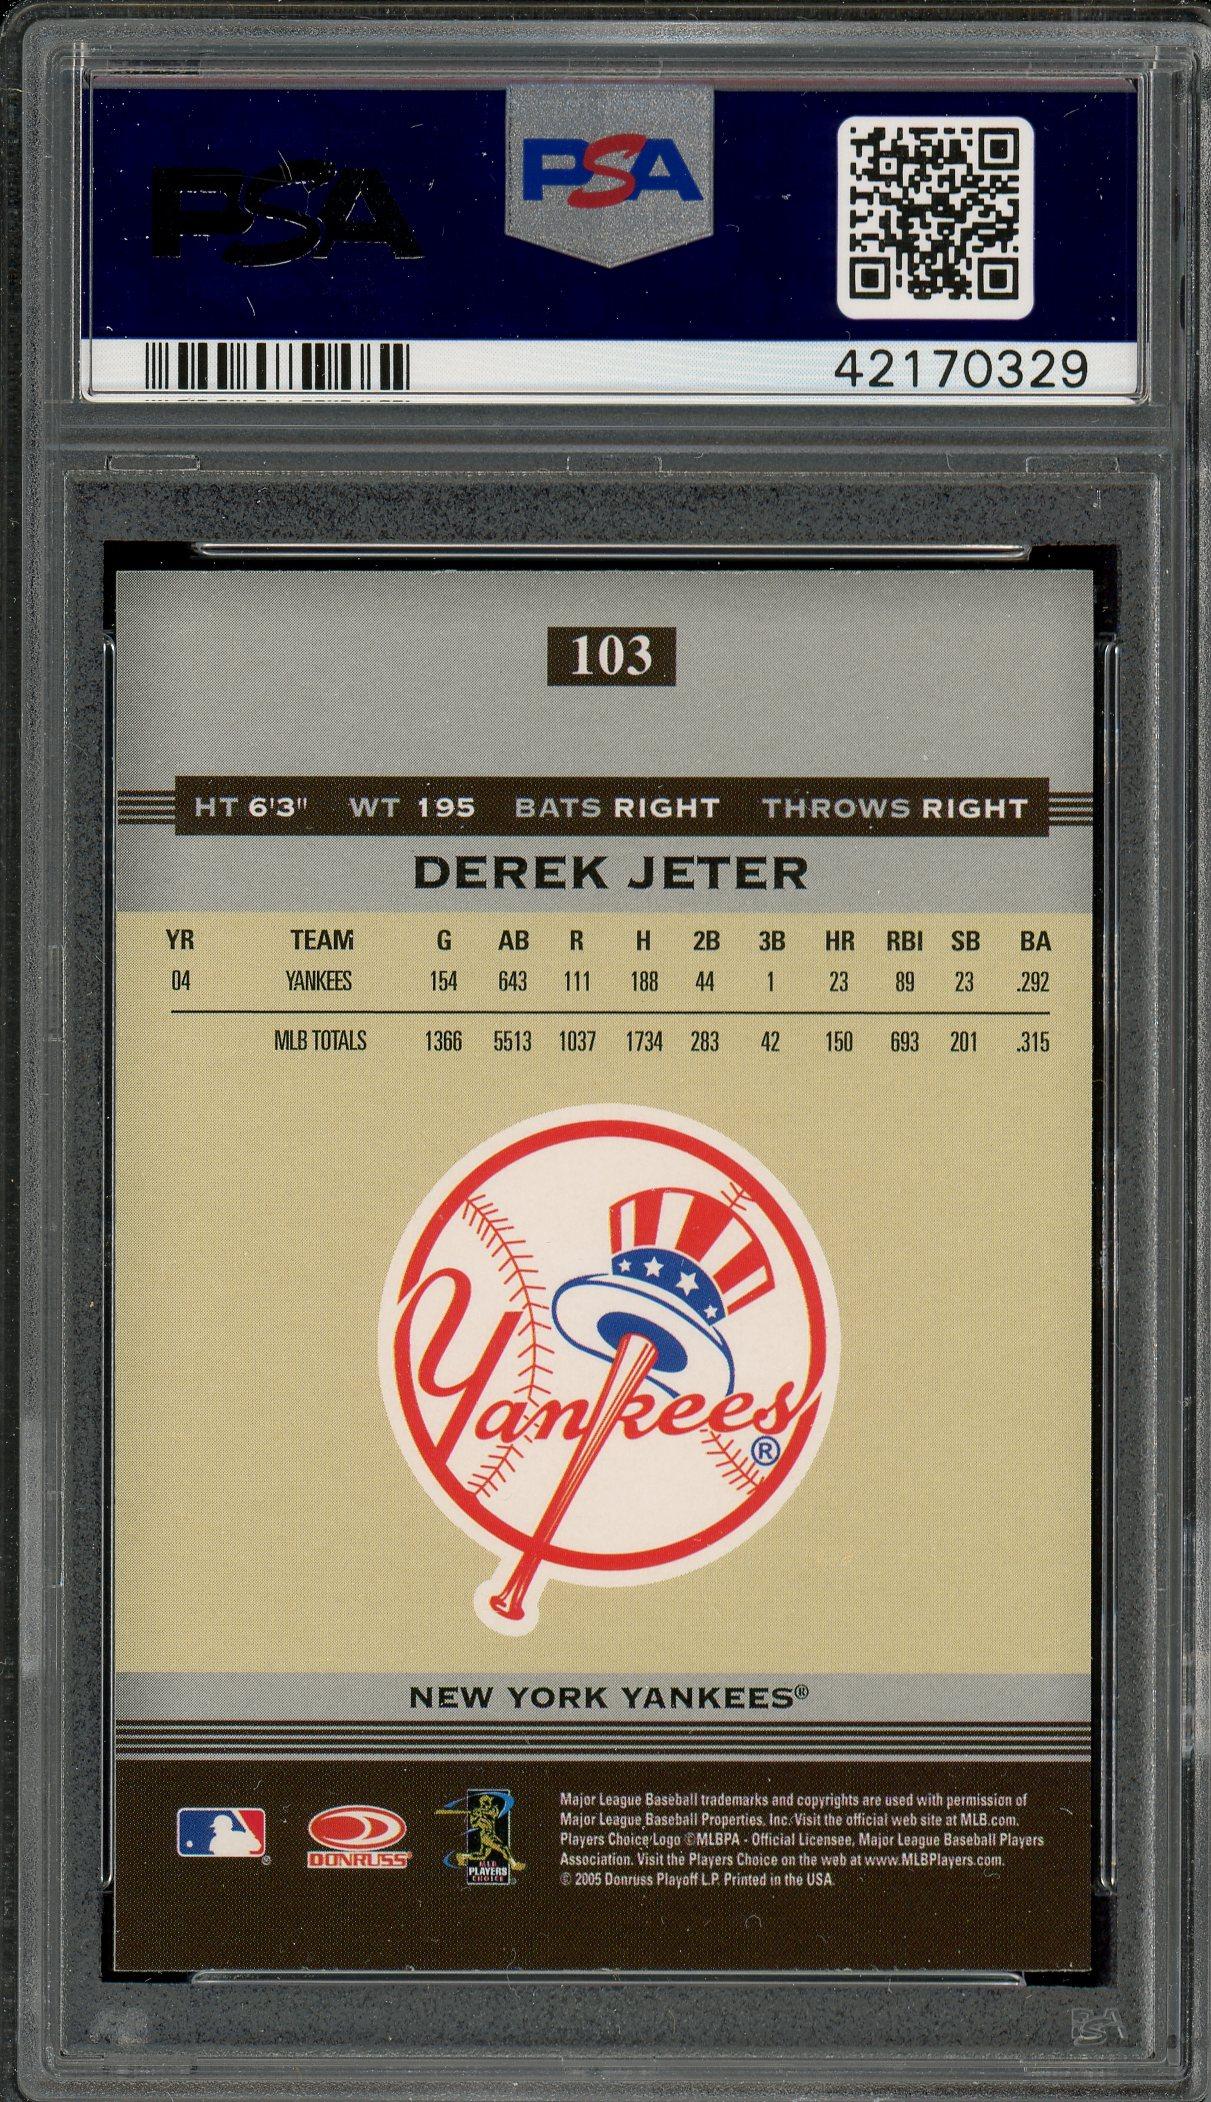 PSA
PSA
42170329
103
HT 6'3" WT 195 BATS RIGHT THROWS RIGHT
DEREK JETER
YR TEAM G AB R H 2B 3B HR RBI SB BA
04 YANKEES 154 643 111 188 44 1 23 89 23 .292
MLB TOTALS 1366 5513 1037 1734 283 42 150 693 201 .315
Yankees®
NEW YORK YANKEES®
DONRUSS®
MLB
PLAYERS
CHOICE
Major League Baseball trademarks and copyrights are used with permission of
Major League Baseball Properties, Inc. Visit the official web site at MLB.com.
Players Choice Logo ©MLBPA - Official Licensee, Major League Baseball Players
Association. Visit the Players Choice on the web at www.MLBPlayers.com.
© 2005 Donruss Playoff L.P. Printed in the USA.
PSA